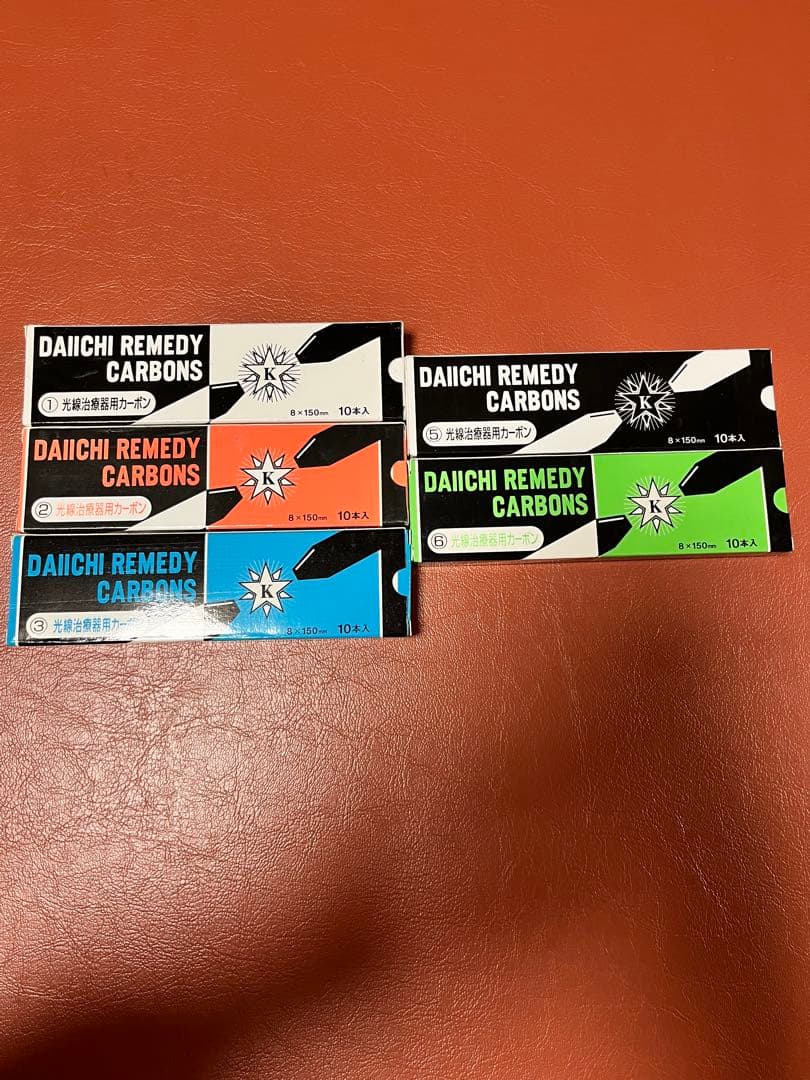 DAIICHI REMEDY
CARBONS
K
① 光線治療器用カーボン
8×150mm 10本入
DAIICHI REMEDY
CARBONS
K
② 光線治療器用カーボン
8×150mm 10本入
DAIICHI REMEDY
CARBONS
K
③ 光線治療器用カーボン
8×150mm 10本入
DAIICHI REMEDY
CARBONS
K
⑤ 光線治療器用カーボン
8×150mm 10本入
DAIICHI REMEDY
CARBONS
K
⑥ 光線治療器用カーボン
8×150mm 10本入